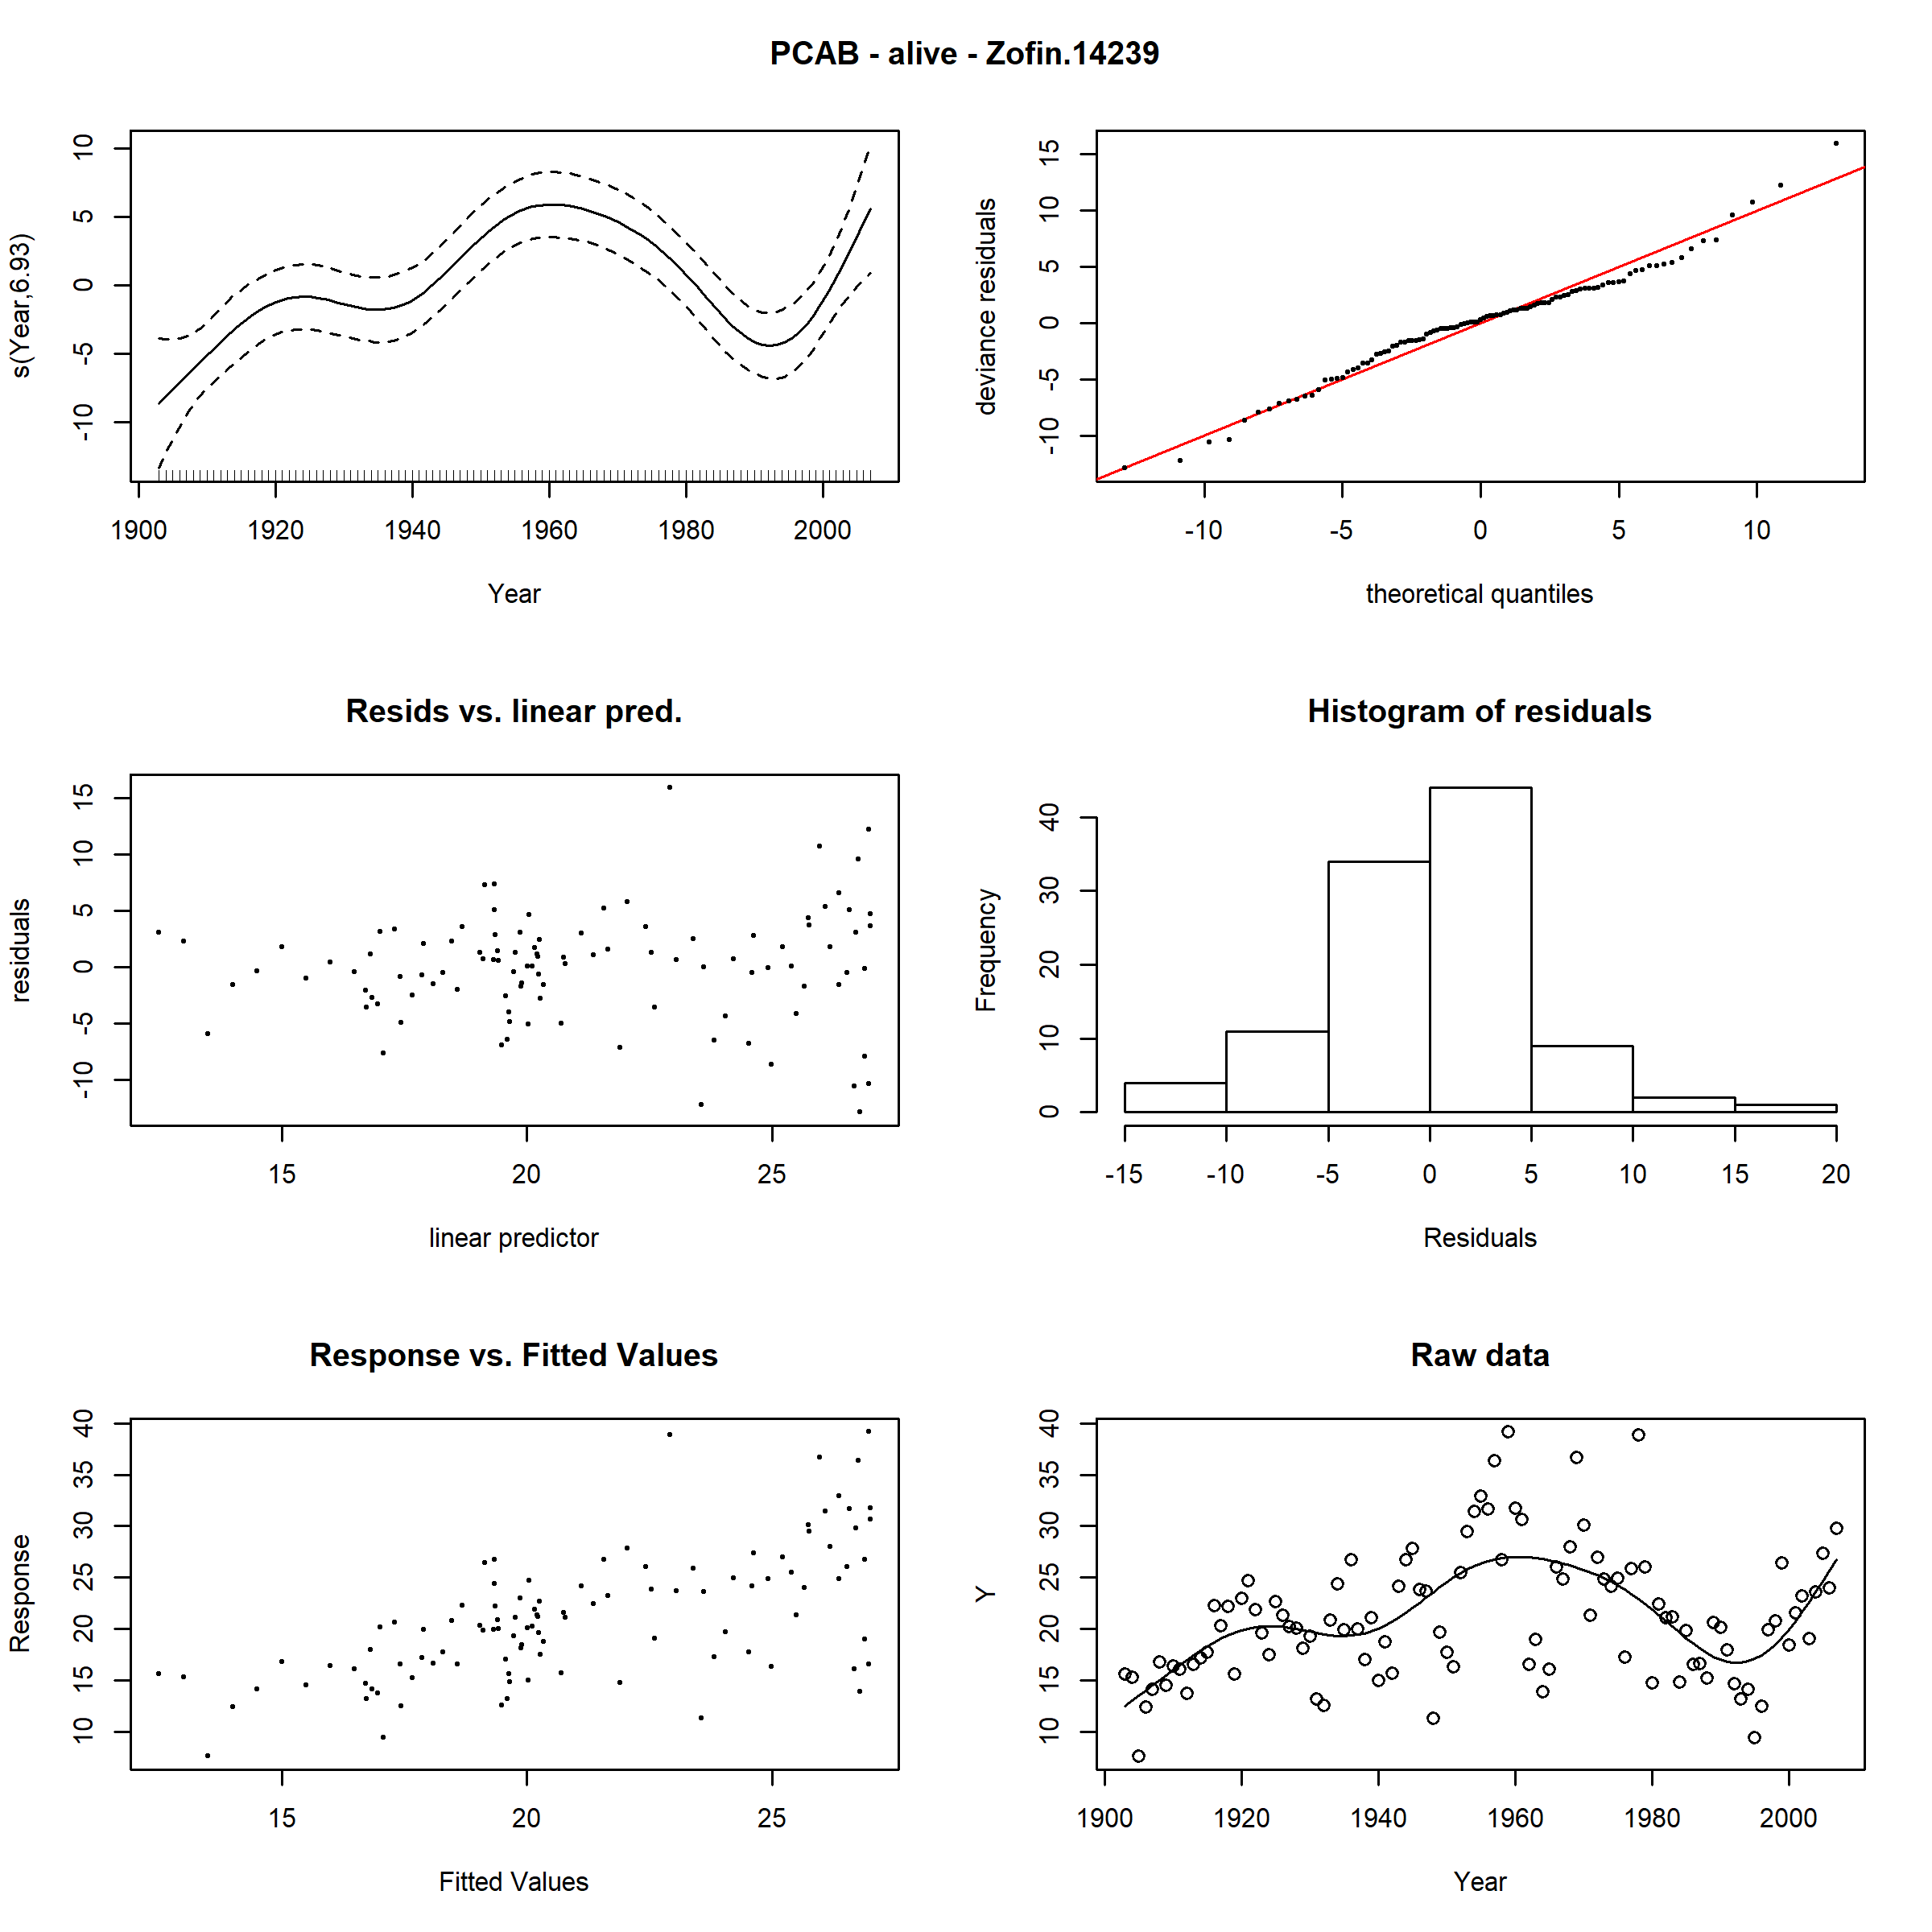 PCAB - alive - Zofin.14239
s(Year,6.93)
10
5
0
-5
-10
1900 1920 1940 1960 1980 2000
Year
deviance residuals
15
10
5
0
-5
-10
-10 -5 0 5 10
theoretical quantiles
Resids vs. linear pred.
residuals
15
10
5
0
-5
-10
15 20 25
linear predictor
Histogram of residuals
Frequency
40
30
20
10
0
-15 -10 -5 0 5 10 15 20
Residuals
Response vs. Fitted Values
Response
40
35
30
25
20
15
10
15 20 25
Fitted Values
Raw data
Y
40
35
30
25
20
15
10
1900 1920 1940 1960 1980 2000
Year